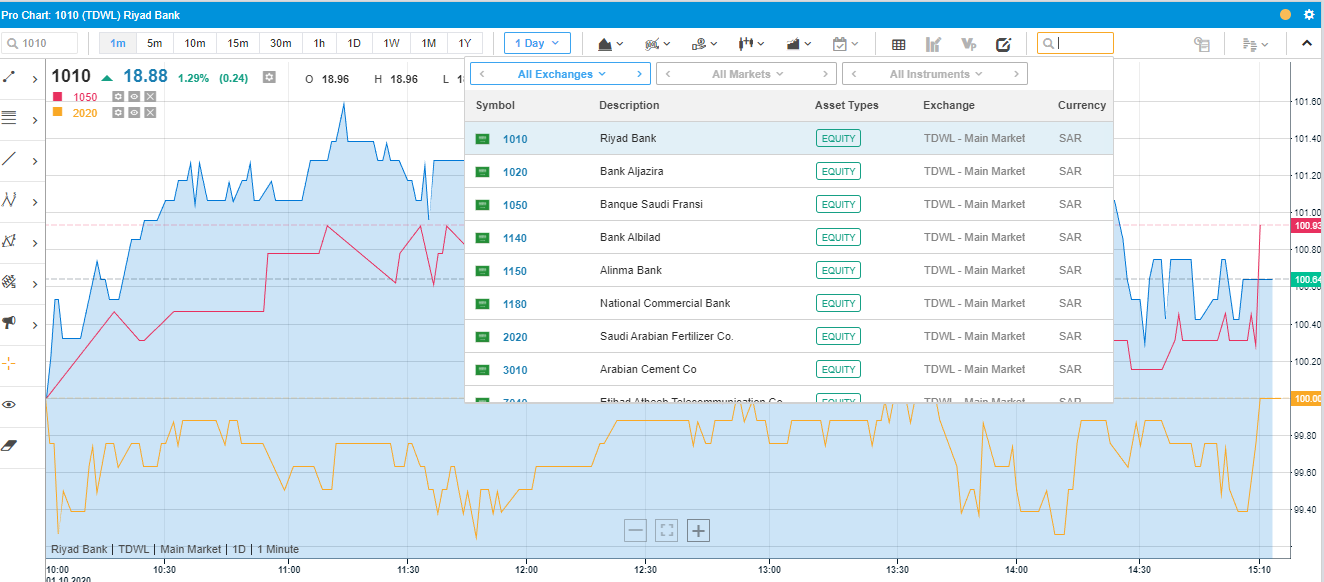 Pro Chart: 1010 (TDWL) Riyad Bank
1010 1m 5m 10m 15m 30m 1h 1D 1W 1M 1Y 1 Day
1010 18.88 1.29% (0.24) O 18.96 H 18.96 L
1050
2020
All Exchanges All Markets All Instruments
Symbol Description Asset Types Exchange Currency
1010 Riyad Bank EQUITY TDWL - Main Market SAR
1020 Bank Aljazira EQUITY TDWL - Main Market SAR
1050 Banque Saudi Fransi EQUITY TDWL - Main Market SAR
1140 Bank Albilad EQUITY TDWL - Main Market SAR
1150 Alinma Bank EQUITY TDWL - Main Market SAR
1180 National Commercial Bank EQUITY TDWL - Main Market SAR
2020 Saudi Arabian Fertilizer Co. EQUITY TDWL - Main Market SAR
3010 Arabian Cement Co EQUITY TDWL - Main Market SAR
EQUITY TDWL - Main Market SAR
101.60
101.40
101.20
101.00
100.93
100.80
100.64
100.40
100.20
100.00
99.80
99.60
99.40
Riyad Bank | TDWL | Main Market | 1D | 1 Minute
10:00 10:30 11:00 11:30 12:00 12:30 13:00 13:30 14:00 14:30 15:10
01.10.2020